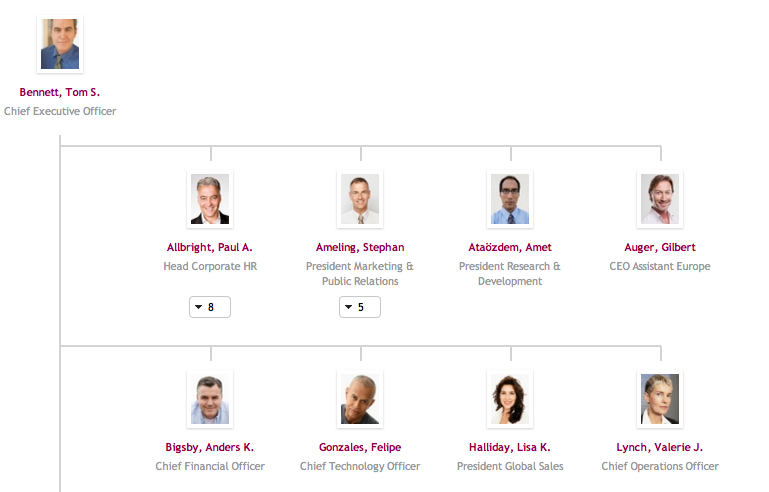 Bennett, Tom S.
Chief Executive Officer
Allbright, Paul A.
Head Corporate HR
8
Ameling, Stephan
President Marketing &
Public Relations
5
Ataözdem, Amet
President Research &
Development
Auger, Gilbert
CEO Assistant Europe
Bigsby, Anders K.
Chief Financial Officer
Gonzales, Felipe
Chief Technology Officer
Halliday, Lisa K.
President Global Sales
Lynch, Valerie J.
Chief Operations Officer